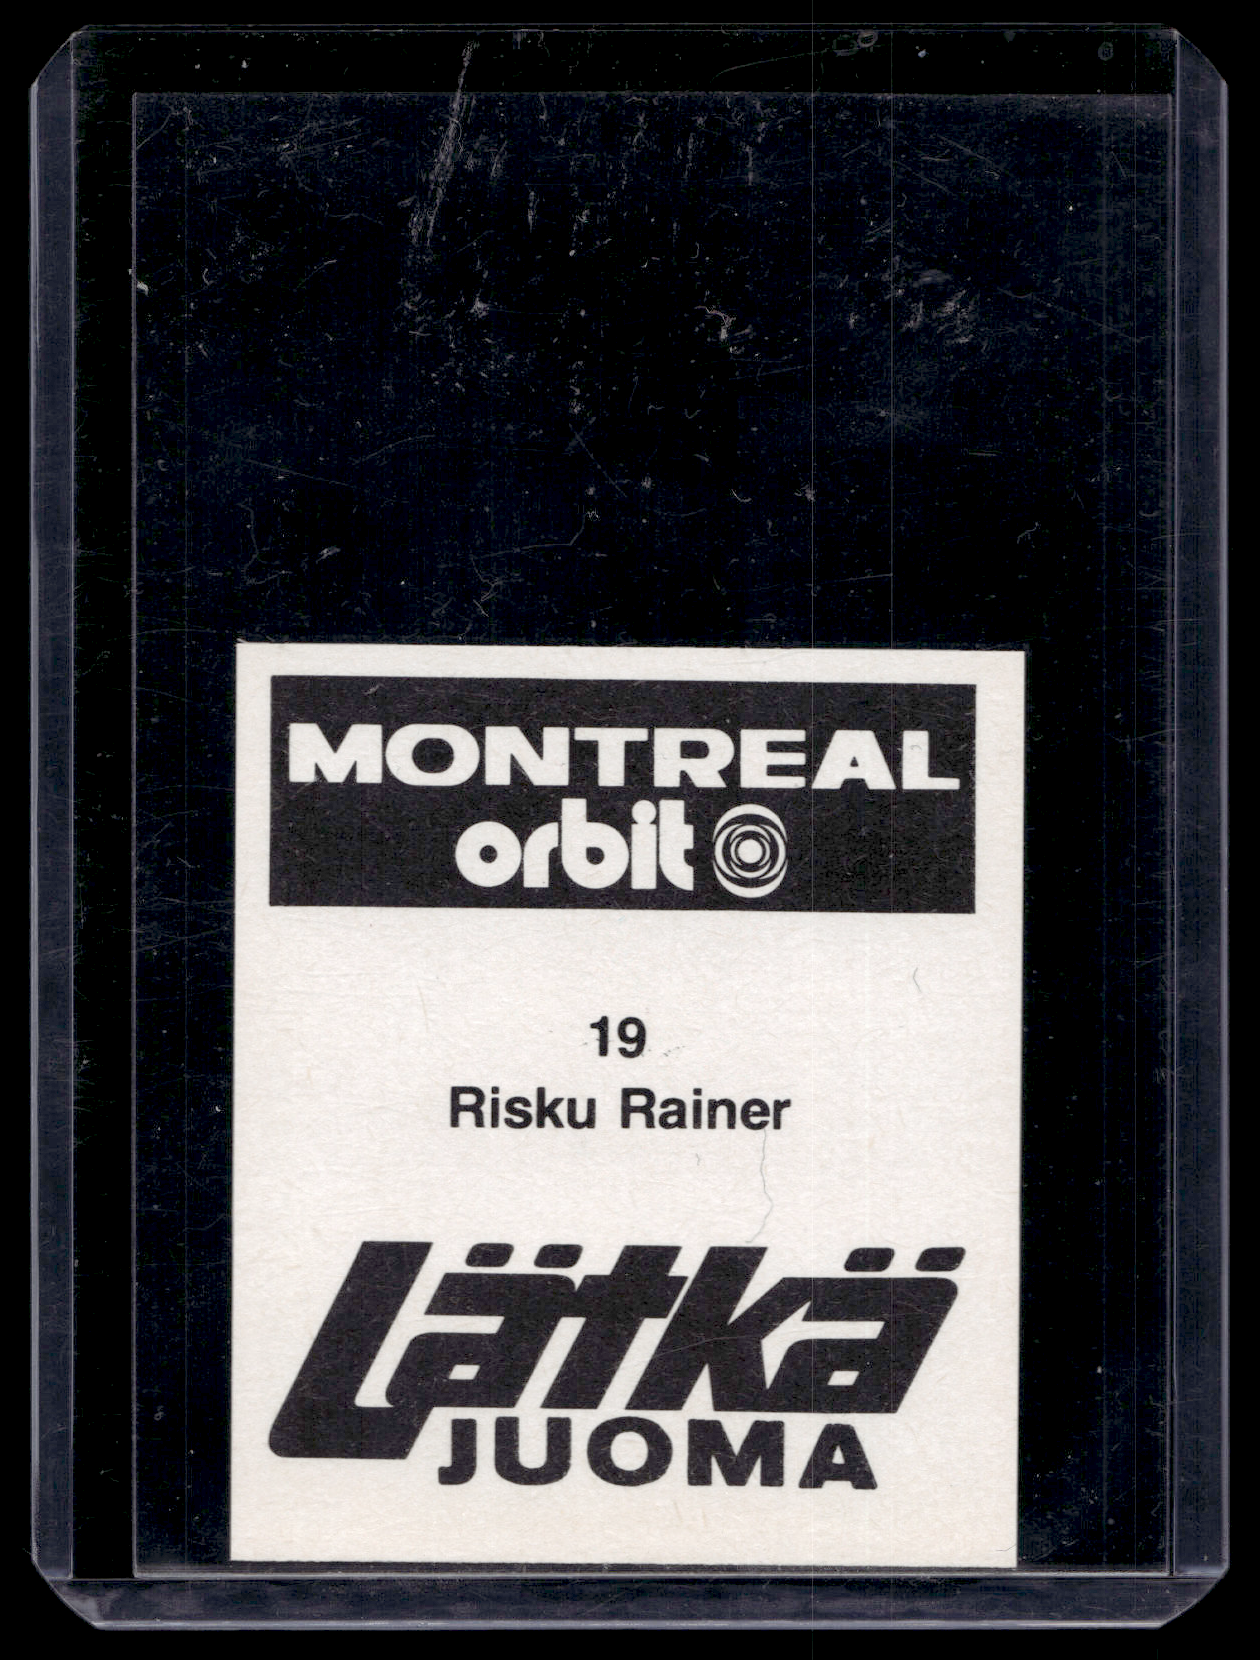 MONTREAL
orbit
19
Risku Rainer
Lätkä
JUOMA